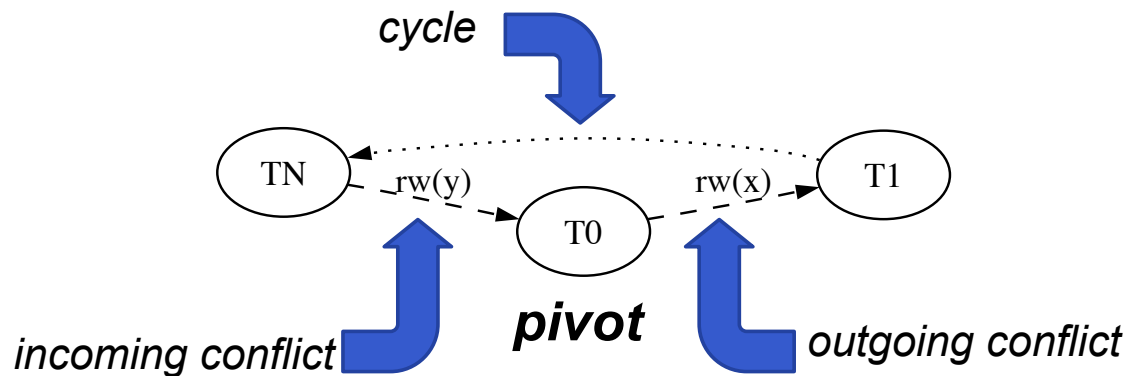 cycle
TN
rw(y)
rw(x)
T1
T0
pivot
incoming conflict
outgoing conflict